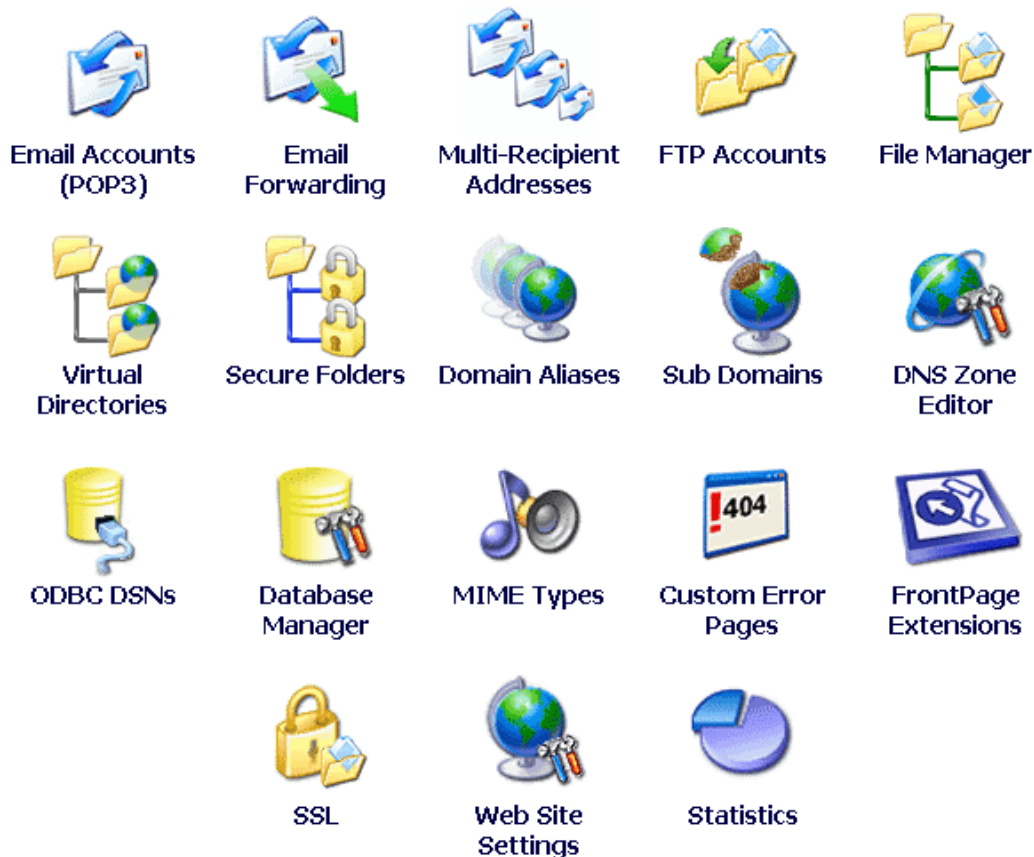 Email Accounts
(POP3)
Email
Forwarding
Multi-Recipient
Addresses
FTP Accounts
File Manager
Virtual
Directories
Secure Folders
Domain Aliases
Sub Domains
DNS Zone
Editor
ODBC DSNs
Database
Manager
MIME Types
!404
Custom Error
Pages
FrontPage
Extensions
SSL
Web Site
Settings
Statistics